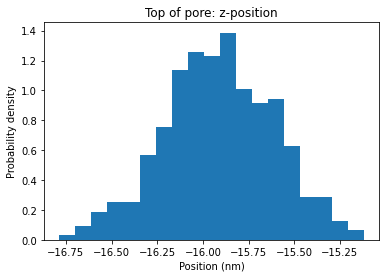 Top of pore: z-position
1.4
1.2
1.0
0.8
0.6
0.4
0.2
0.0
Probability density
−16.75 −16.50 −16.25 −16.00 −15.75 −15.50 −15.25
Position (nm)